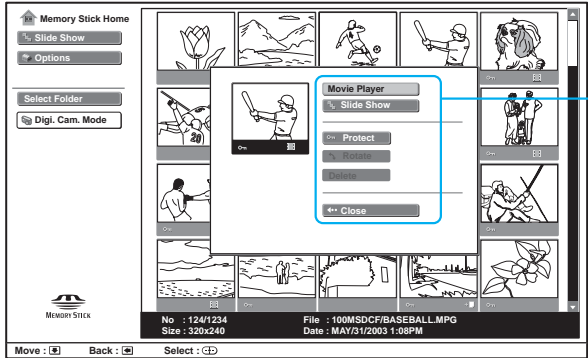 Memory Stick Home
Slide Show
Options
Select Folder
Digi. Cam. Mode
MEMORY STICK
20
Movie Player
Slide Show
Protect
Rotate
Delete
Close
No : 124/1234
File : 100MSDCF/BASEBALL.MPG
Size : 320x240
Date : MAY/31/2003 1:08PM
Move :
Back :
Select :